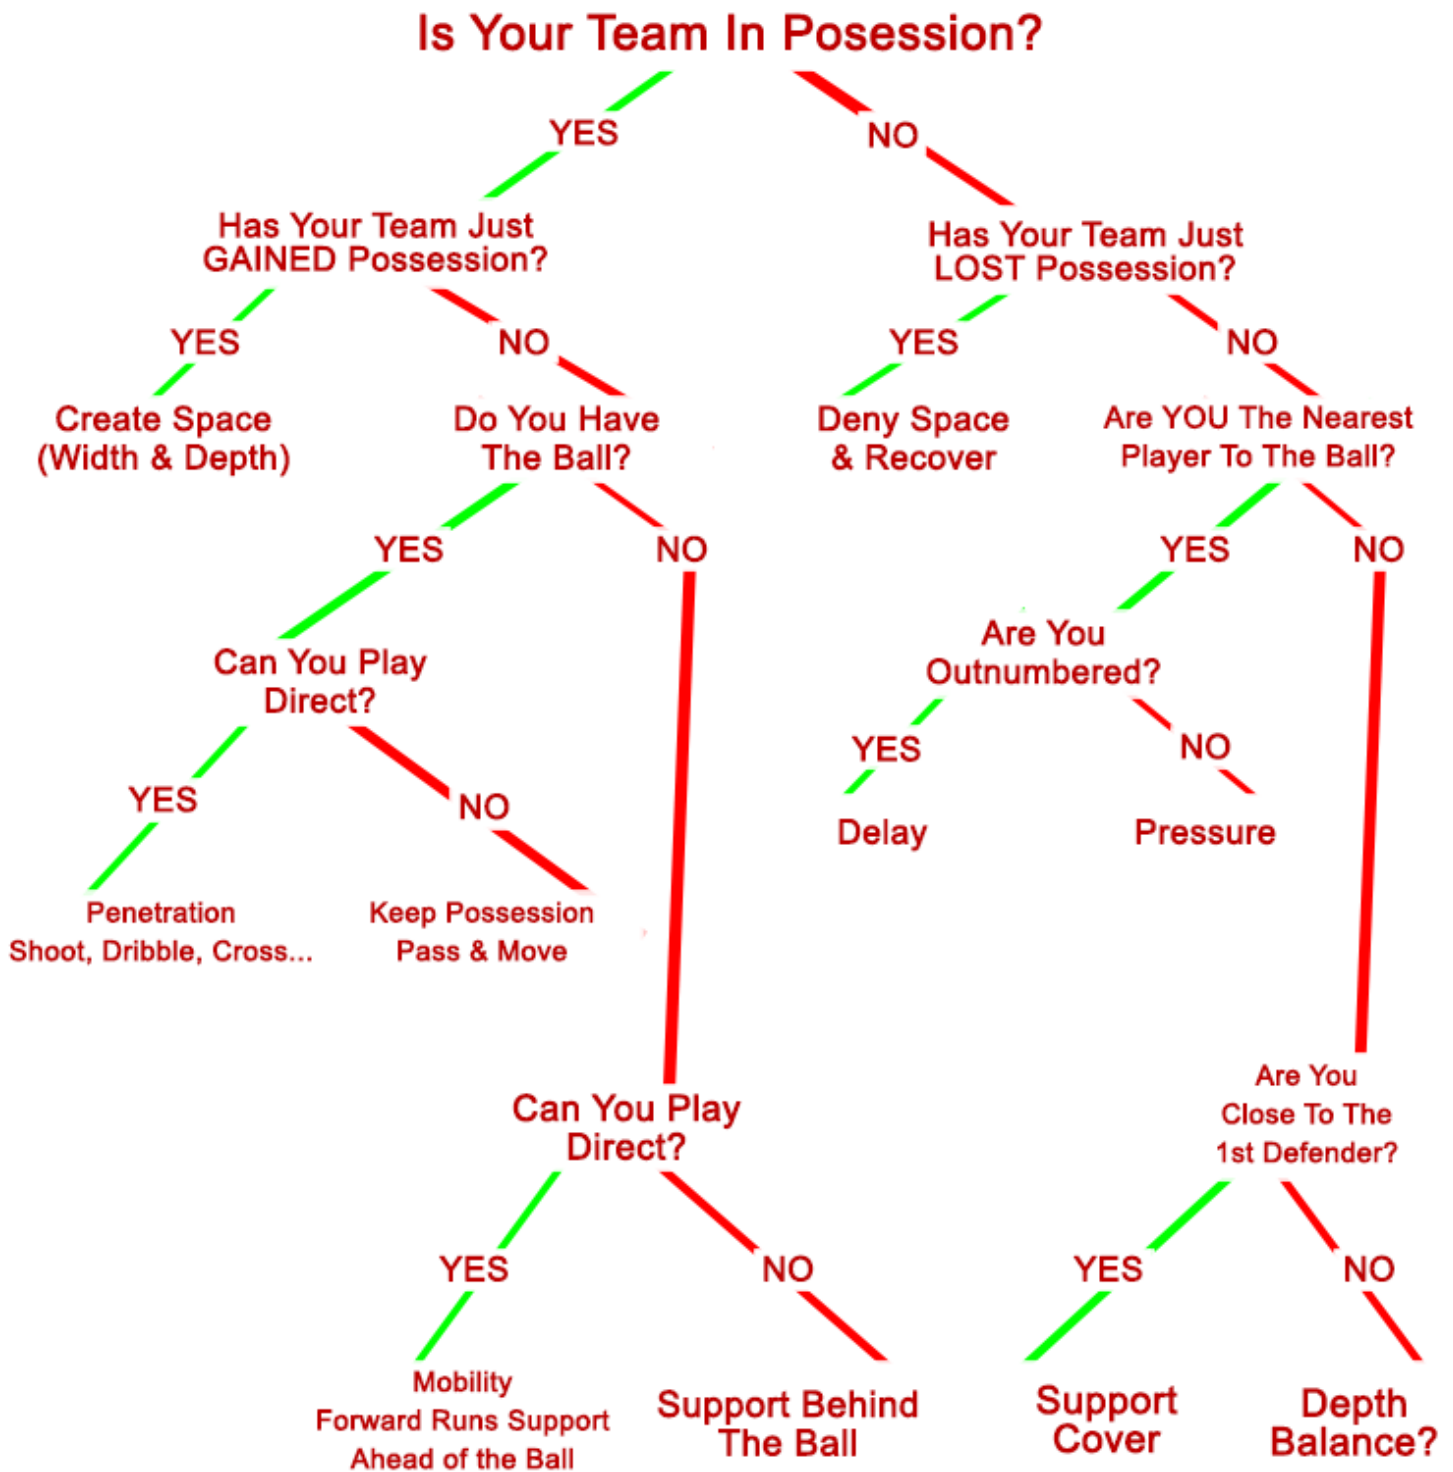 Is Your Team In Posession?
YES
NO
Has Your Team Just
GAINED Possession?
Has Your Team Just
LOST Possession?
YES
NO
YES
NO
Create Space
(Width & Depth)
Do You Have
The Ball?
Deny Space
& Recover
Are YOU The Nearest
Player To The Ball?
YES
NO
YES
NO
Can You Play
Direct?
Are You
Outnumbered?
YES
NO
YES
NO
Delay
Pressure
Penetration
Shoot, Dribble, Cross...
Keep Possession
Pass & Move
Can You Play
Direct?
Are You
Close To The
1st Defender?
YES
NO
YES
NO
Mobility
Forward Runs Support
Ahead of the Ball
Support Behind
The Ball
Support
Cover
Depth
Balance?